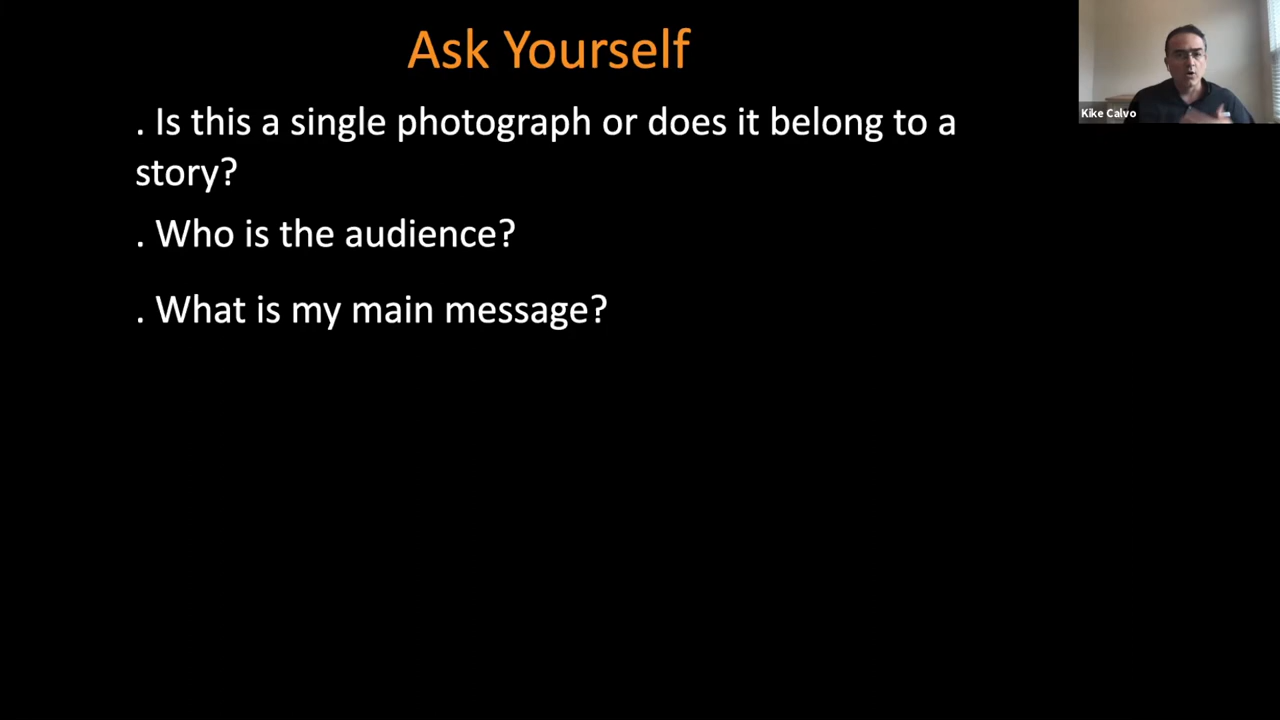 Ask Yourself
. Is this a single photograph or does it belong to a
story?
. Who is the audience?
. What is my main message?
Kike Calvo